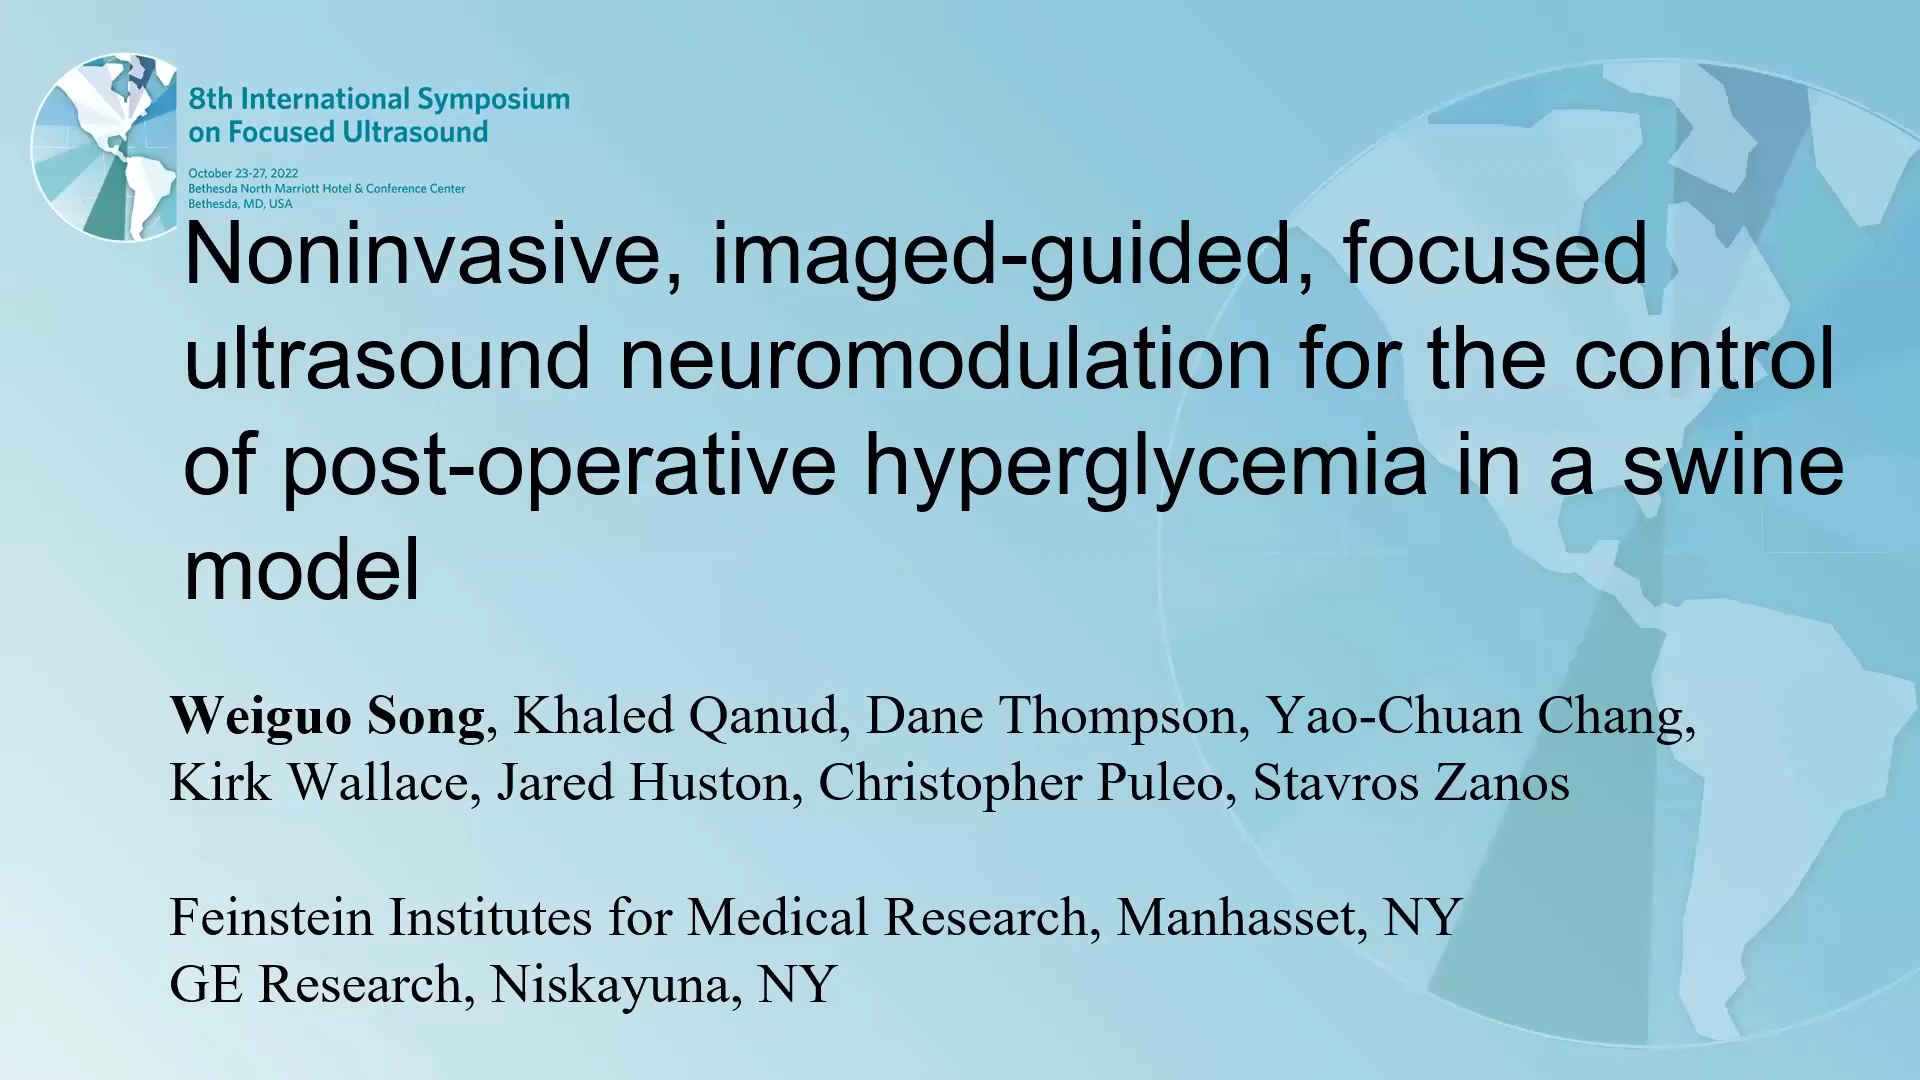 8th International Symposium
on Focused Ultrasound
October 23-27, 2022
Bethesda North Marriott Hotel & Conference Center
Bethesda, MD, USA
Noninvasive, imaged-guided, focused
ultrasound neuromodulation for the control
of post-operative hyperglycemia in a swine
model
Weiguo Song, Khaled Qanud, Dane Thompson, Yao-Chuan Chang,
Kirk Wallace, Jared Huston, Christopher Puleo, Stavros Zanos
Feinstein Institutes for Medical Research, Manhasset, NY
GE Research, Niskayuna, NY